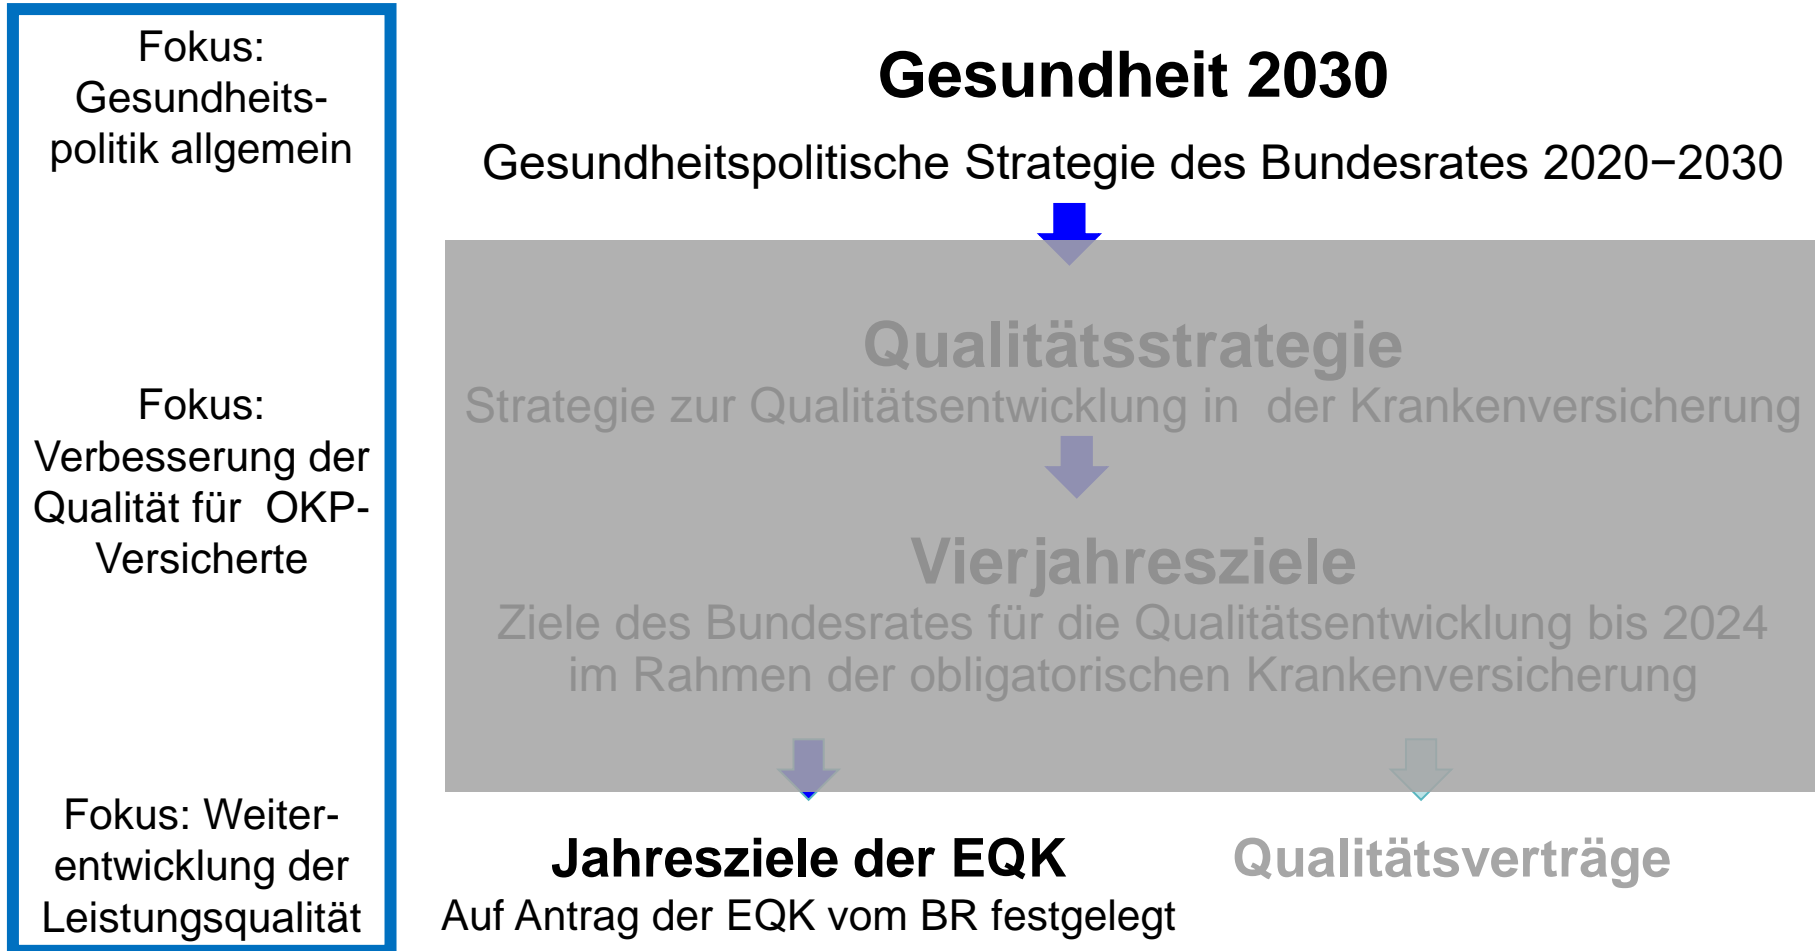 Fokus:
Gesundheits-
politik allgemein
Fokus:
Verbesserung der
Qualität für OKP-
Versicherte
Fokus: Weiter-
entwicklung der
Leistungsqualität
Gesundheit 2030
Gesundheitspolitische Strategie des Bundesrates 2020−2030
Qualitätsstrategie
Strategie zur Qualitätsentwicklung in der Krankenversicherung
Vierjahresziele
Ziele des Bundesrates für die Qualitätsentwicklung bis 2024
im Rahmen der obligatorischen Krankenversicherung
Jahresziele der EQK
Auf Antrag der EQK vom BR festgelegt
Qualitätsverträge